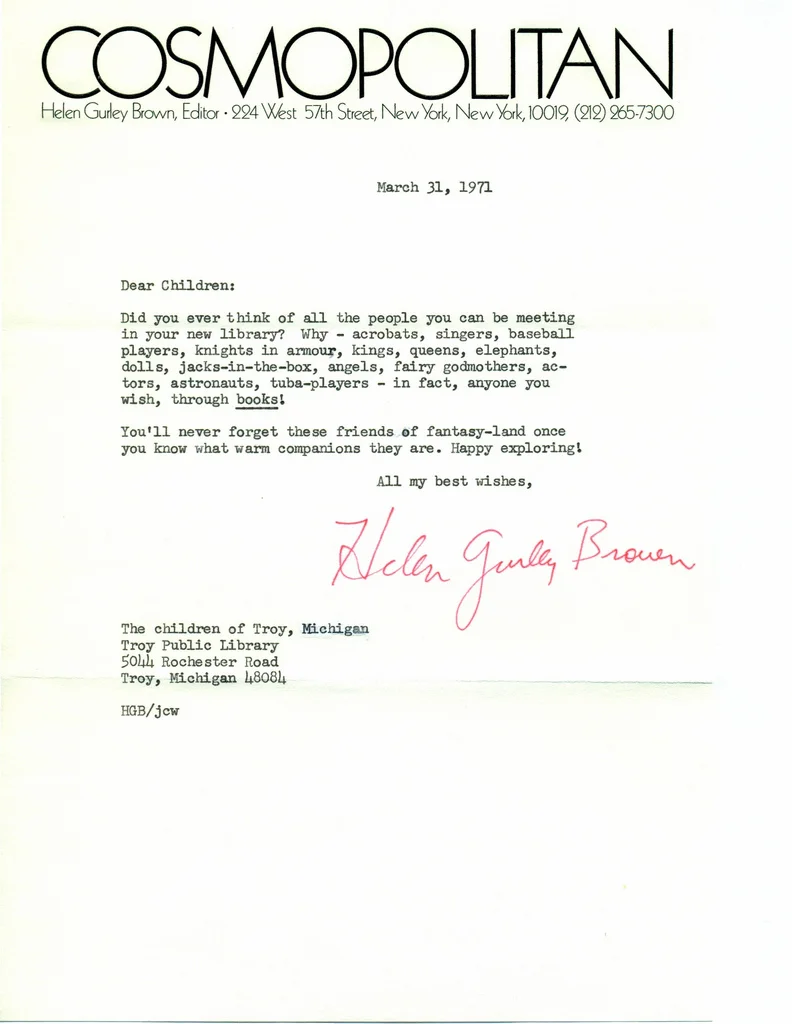 COSMOPOLITAN
Helen Gurley Brown, Editor · 224 West 57th Street, New York, New York, 10019, (212) 265-7300
March 31, 1971
Dear Children:
Did you ever think of all the people you can be meeting
in your new library? Why - acrobats, singers, baseball
players, knights in armour, kings, queens, elephants,
dolls, jacks-in-the-box, angels, fairy godmothers, ac-
tors, astronauts, tuba-players - in fact, anyone you
wish, through books!
You'll never forget these friends of fantasy-land once
you know what warm companions they are. Happy exploring!
All my best wishes,
Helen Gurley Brown
The children of Troy, Michigan
Troy Public Library
5044 Rochester Road
Troy, Michigan 48084
HGB/jcw